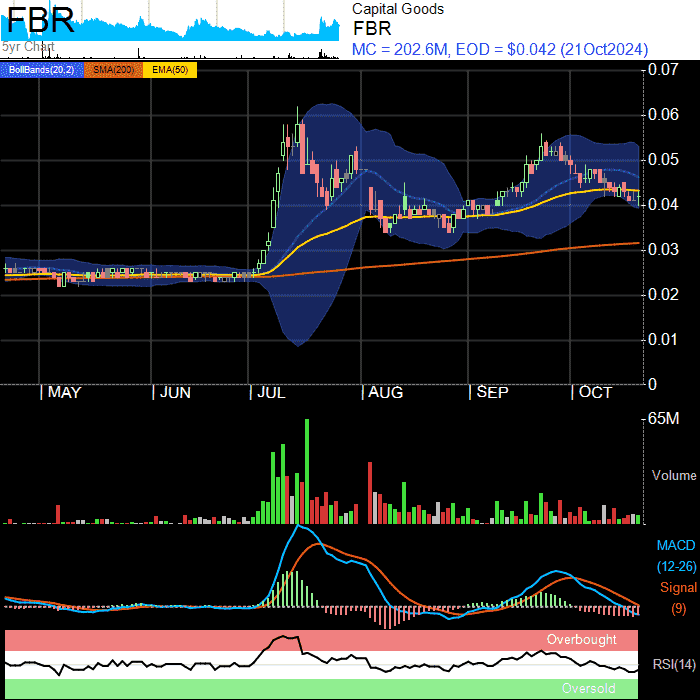 FBR
5yr Chart
Capital Goods
FBR
MC = 202.6M, EOD = $0.042 (21Oct2024)
BollBands(20,2) SMA(200) EMA(50)
0.07
0.06
0.05
0.04
0.03
0.02
0.01
0
MAY JUN JUL AUG SEP OCT
65M
Volume
MACD
(12-26)
Signal
(9)
Overbought
RSI(14)
Oversold